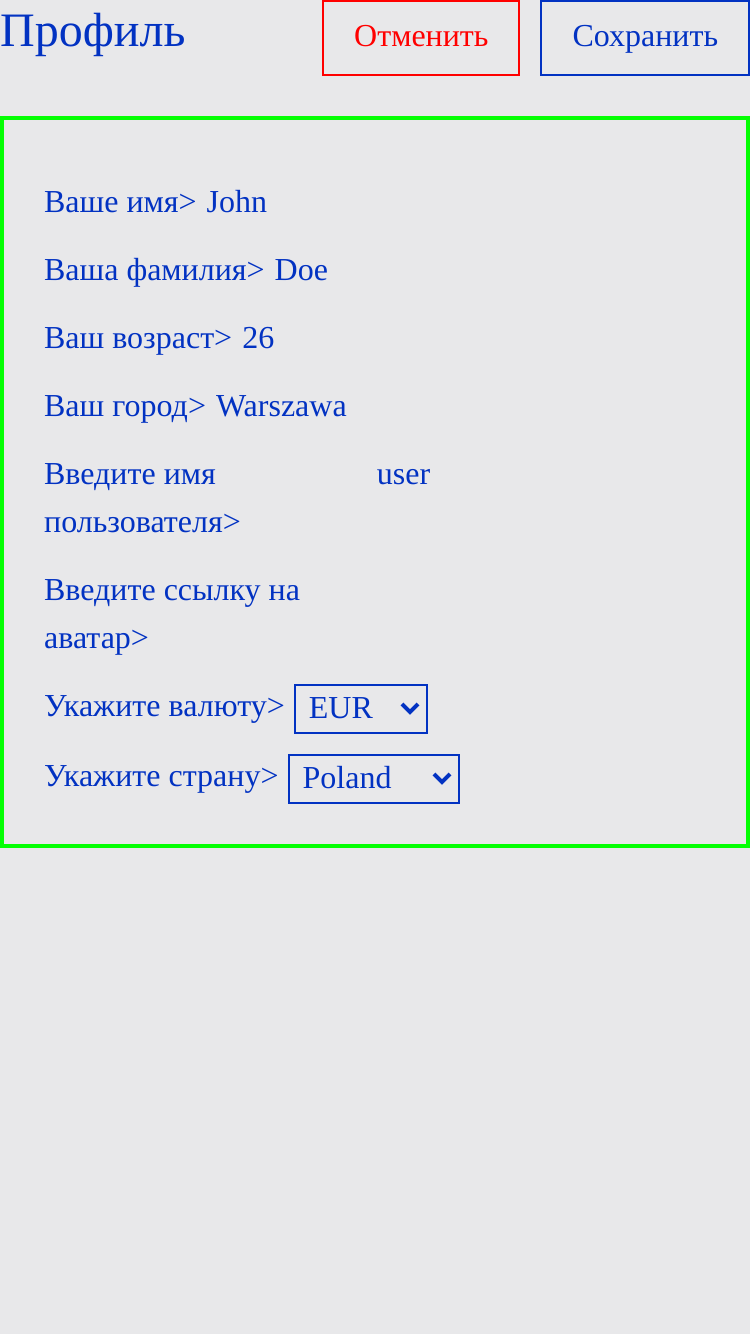 Профиль Отменить Сохранить
Ваше имя> John
Ваша фамилия> Doe
Ваш возраст> 26
Ваш город> Warszawa
Введите имя пользователя> user
Введите ссылку на
аватар>
Укажите валюту> EUR
Укажите страну> Poland